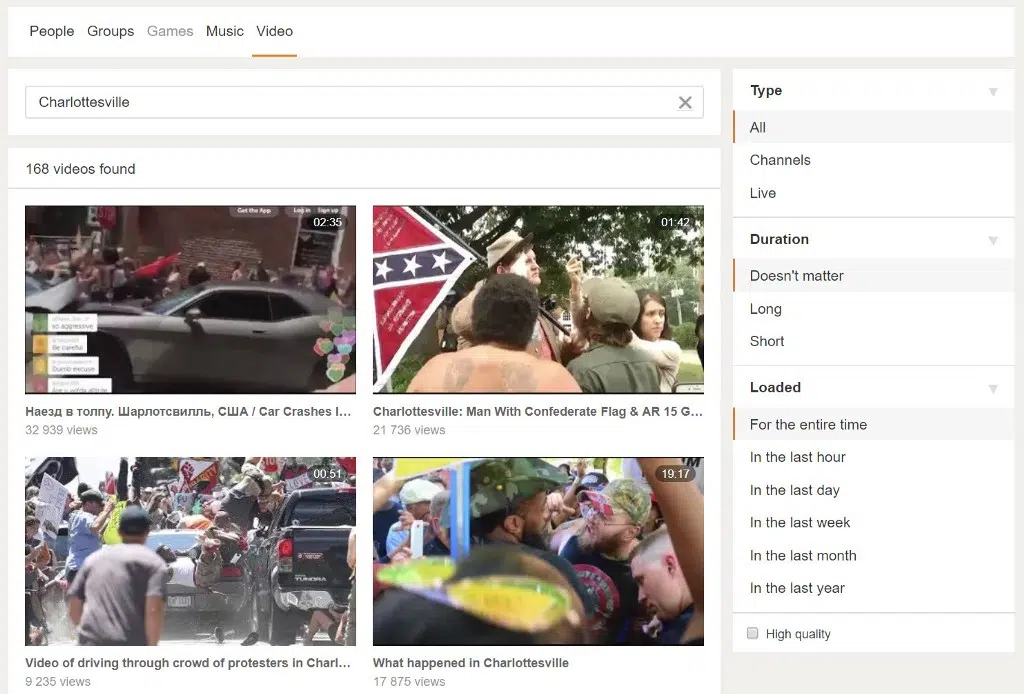 People Groups Games Music Video
Charlottesville
168 videos found
Get the App Log in Sign up
02:35
so aggressive
Be careful
Dumb excuse
01:42
Наезд в толпу. Шарлотсвилль, США / Car Crashes I...
32 939 views
Charlottesville: Man With Confederate Flag & AR 15 G...
21 736 views
00:51
TUNDRA
19:17
Video of driving through crowd of protesters in Charl...
9 235 views
What happened in Charlottesville
17 875 views
Type
All
Channels
Live
Duration
Doesn't matter
Long
Short
Loaded
For the entire time
In the last hour
In the last day
In the last week
In the last month
In the last year
High quality